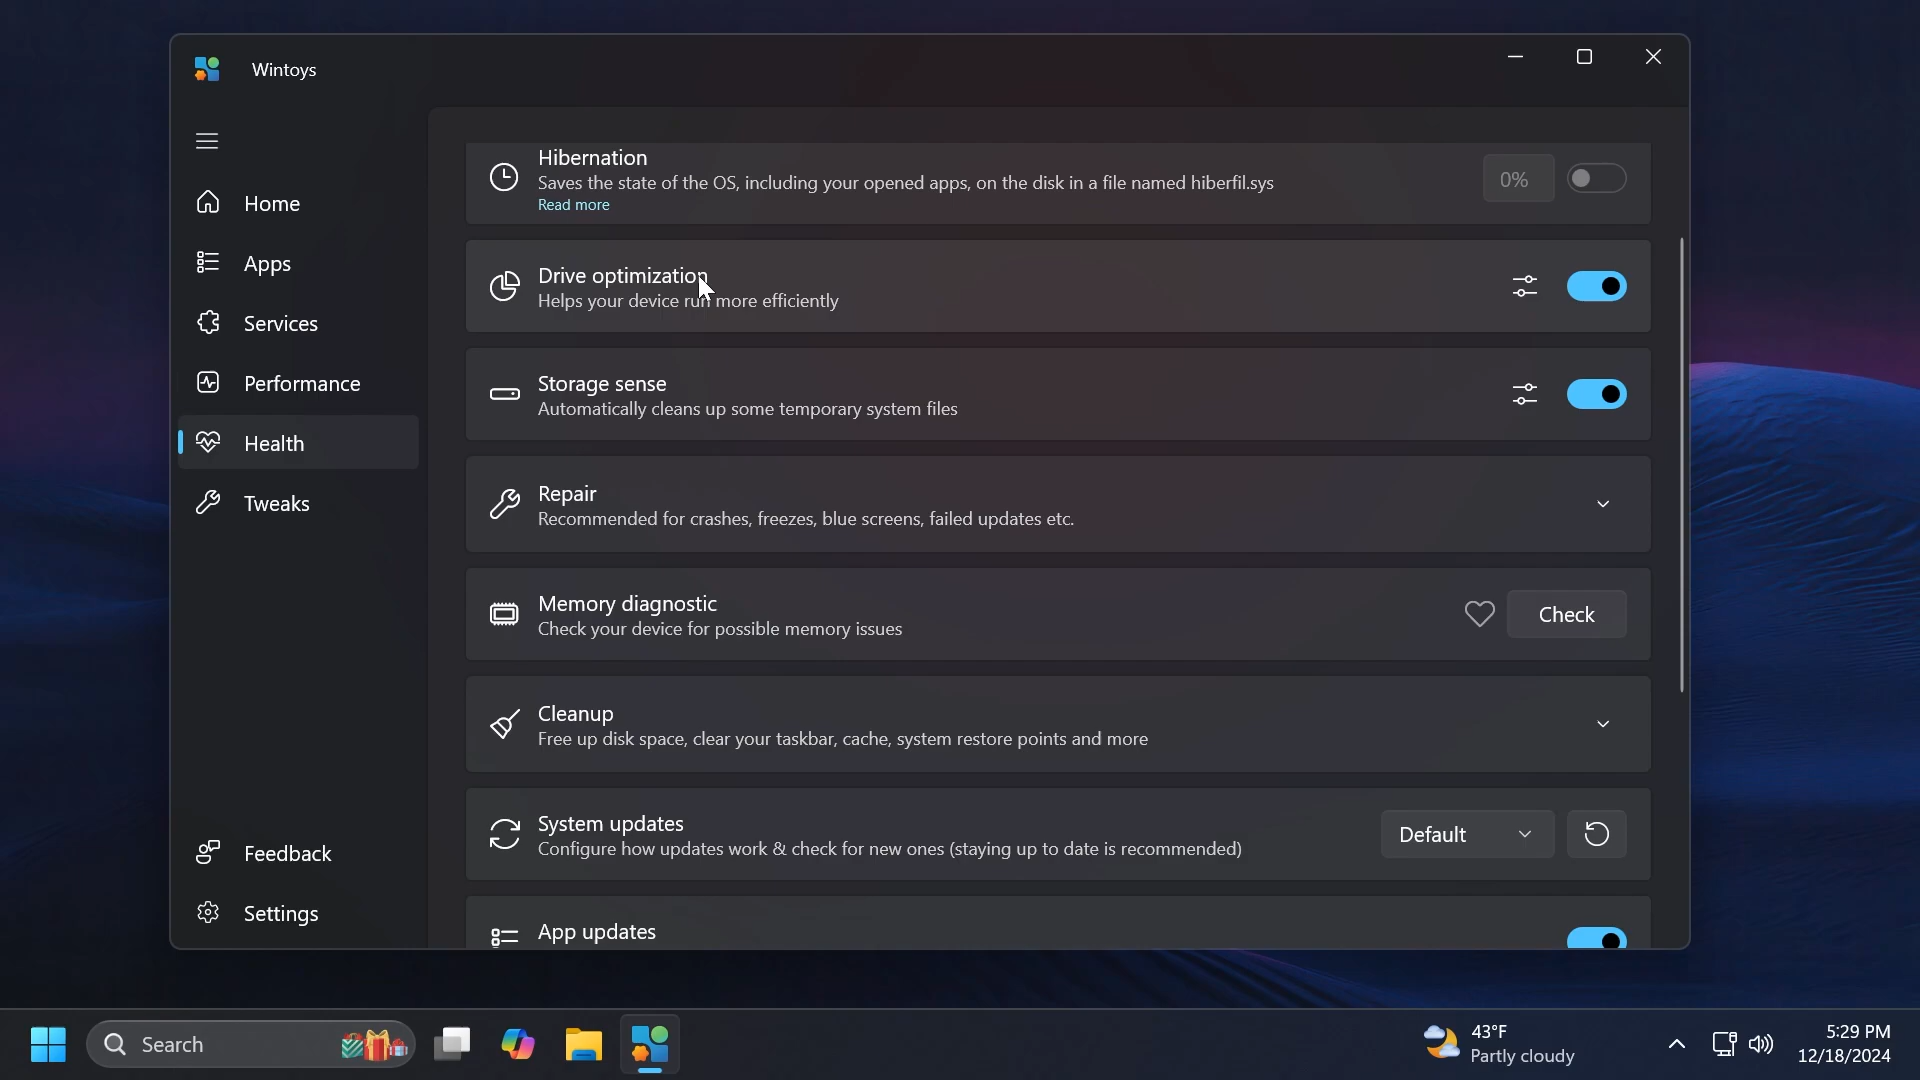 Wintoys
Home
Apps
Services
Performance
Health
Tweaks
Feedback
Settings
Hibernation
Saves the state of the OS, including your opened apps, on the disk in a file named hiberfil.sys
Read more
0%
Drive optimization
Helps your device run more efficiently
Storage sense
Automatically cleans up some temporary system files
Repair
Recommended for crashes, freezes, blue screens, failed updates etc.
Memory diagnostic
Check your device for possible memory issues
Check
Cleanup
Free up disk space, clear your taskbar, cache, system restore points and more
System updates
Configure how updates work & check for new ones (staying up to date is recommended)
Default
App updates
Search
43°F
Partly cloudy
5:29 PM
12/18/2024